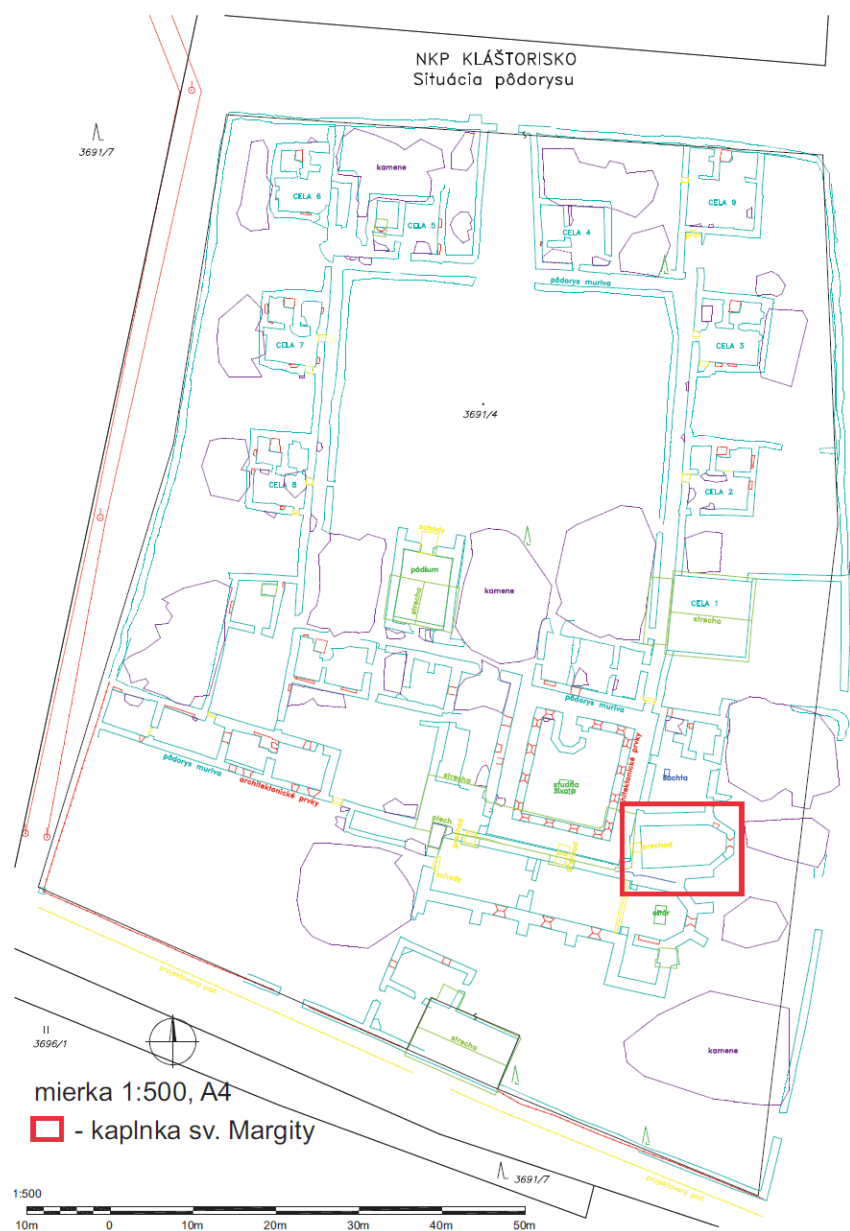 NKP KLÁŠTORISKO
Situácia pôdorysu
3691/7
kamene
CELA 6
CELA 5
CELA 4
CELA 9
pôdorys muriva
CELA 7
CELA 3
3691/4
CELA 8
CELA 2
schody
pódium
strecha
kamene
CELA 1
strecha
pôdorys muriva
pôdorys muriva
architektonické prvky
strecha
studňa
života
architektonické prvky
šachta
plech
prechod
schody
oltár
projektovaný plot
strecha
kamene
3696/1
mierka 1:500, A4
- kaplnka sv. Margity
3691/7
projektovaný plot
1:500
10m 0 10m 20m 30m 40m 50m